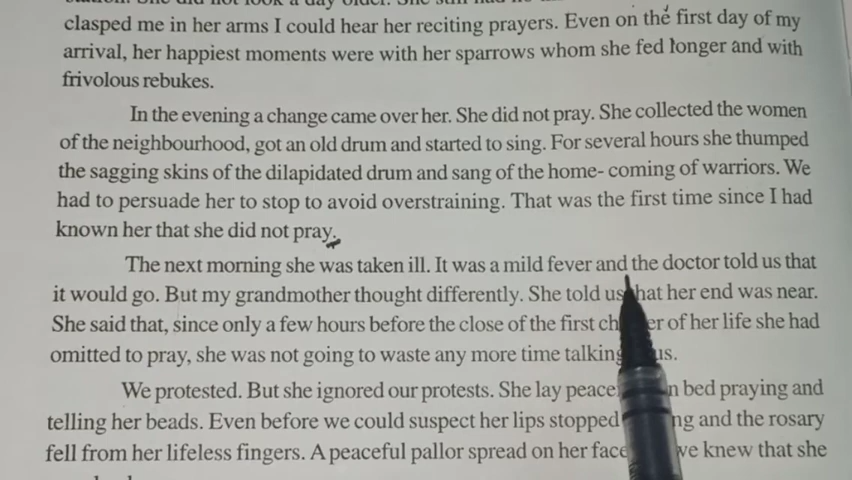 clasped me in her arms I could hear her reciting prayers. Even on the first day of my
arrival, her happiest moments were with her sparrows whom she fed longer and with
frivolous rebukes.
In the evening a change came over her. She did not pray. She collected the women
of the neighbourhood, got an old drum and started to sing. For several hours she thumped
the sagging skins of the dilapidated drum and sang of the home- coming of warriors. We
had to persuade her to stop to avoid overstraining. That was the first time since I had
known her that she did not pray.
The next morning she was taken ill. It was a mild fever and the doctor told us that
it would go. But my grandmother thought differently. She told us that her end was near.
She said that, since only a few hours before the close of the first of her life she had
omitted to pray, she was not going to waste any more time talking us.
We protested. But she ignored our protests. She lay bed praying and
telling her beads. Even before we could suspect her lips stopped and the rosary
fell from her lifeless fingers. A peaceful pallor spread on her face we knew that she